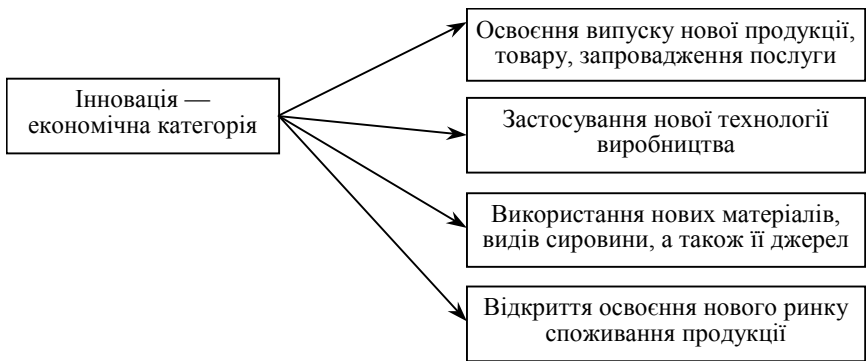 Інновація —
економічна категорія
Освоєння випуску нової продукції,
товару, запровадження послуги
Застосування нової технології
виробництва
Використання нових матеріалів,
видів сировини, а також її джерел
Відкриття освоєння нового ринку
споживання продукції